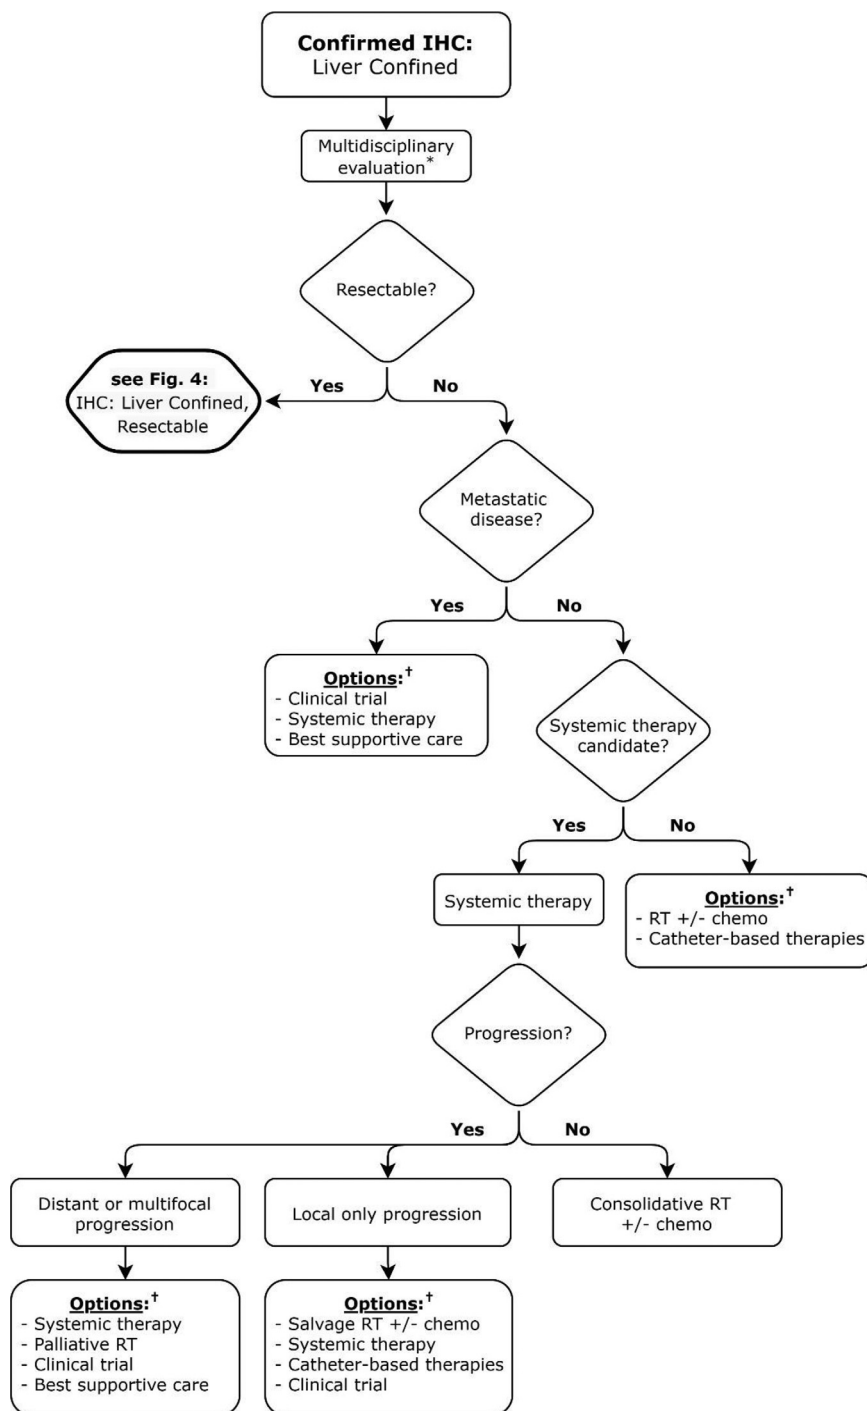 Confirmed IHC:
Liver Confined
Multidisciplinary
evaluation*
Resectable?
Yes
No
see Fig. 4:
IHC: Liver Confined,
Resectable
Metastatic
disease?
Yes
No
Options:†
- Clinical trial
- Systemic therapy
- Best supportive care
Systemic therapy
candidate?
Yes
No
Systemic therapy
Options:†
- RT +/- chemo
- Catheter-based therapies
Progression?
Yes
No
Distant or multifocal
progression
Local only progression
Consolidative RT
+/- chemo
Options:†
- Systemic therapy
- Palliative RT
- Clinical trial
- Best supportive care
Options:†
- Salvage RT +/- chemo
- Systemic therapy
- Catheter-based therapies
- Clinical trial